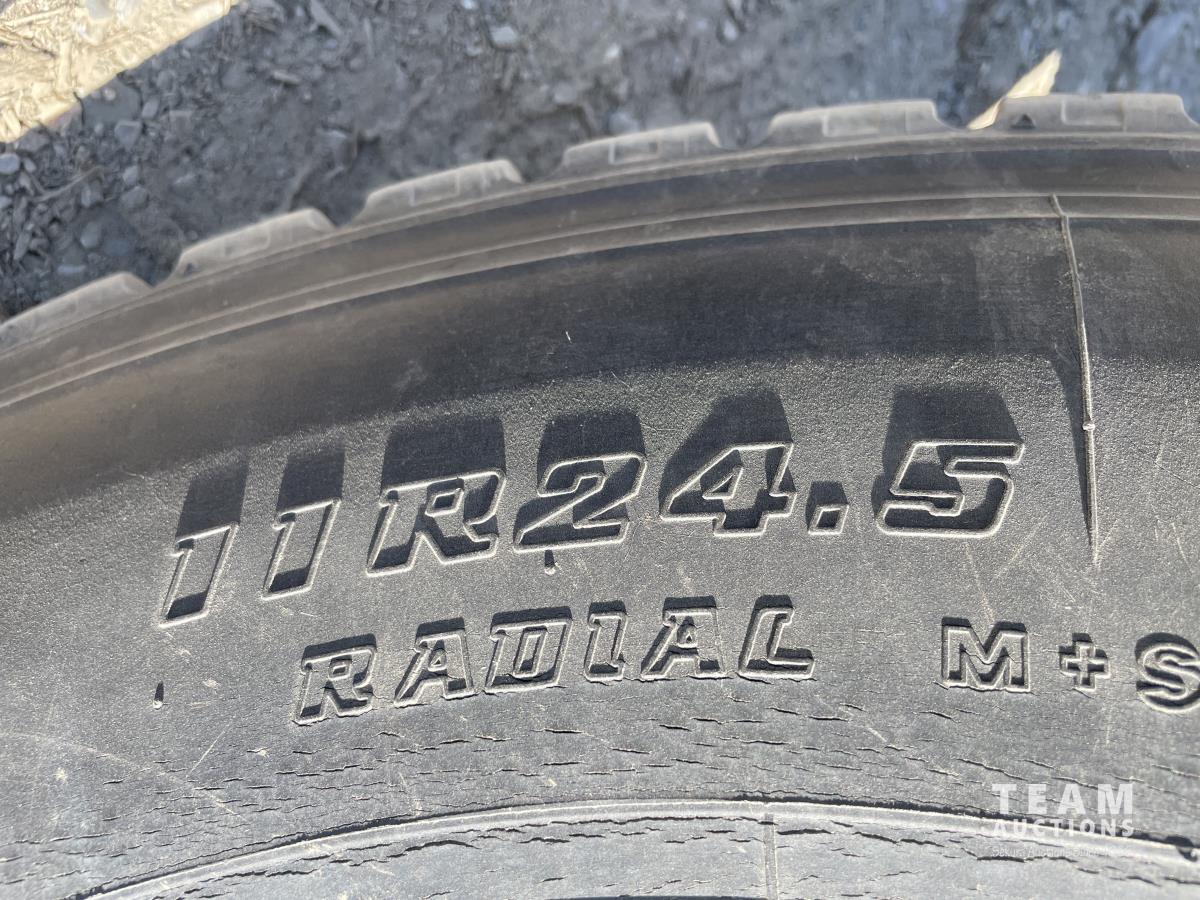 11R24.5
RADIAL M+S
TEAM
AUCTIONS